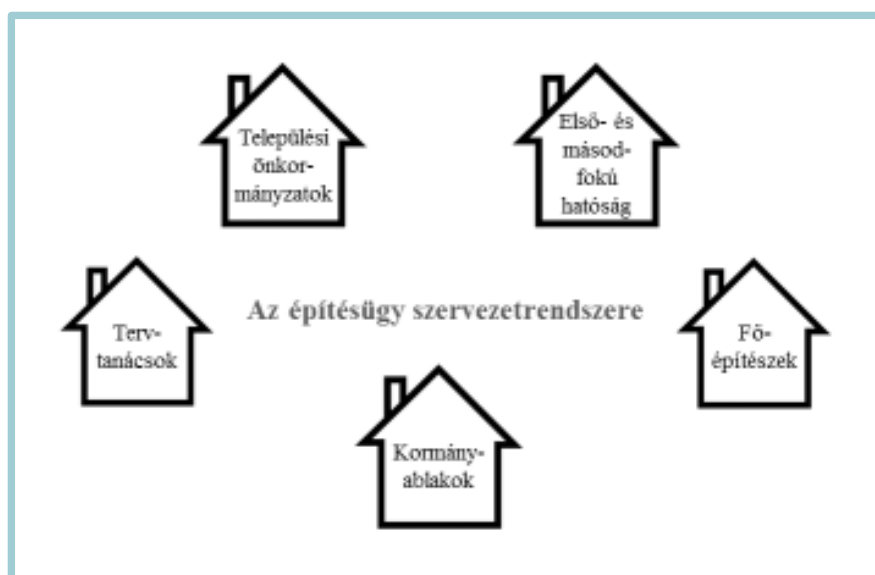 Települési
önkor-
mányzatok
Első- és
másod-
fokú
hatóság
Az építésügy szervezetrendszere
Terv-
tanácsok
Fő-
építészek
Kormány-
ablakok